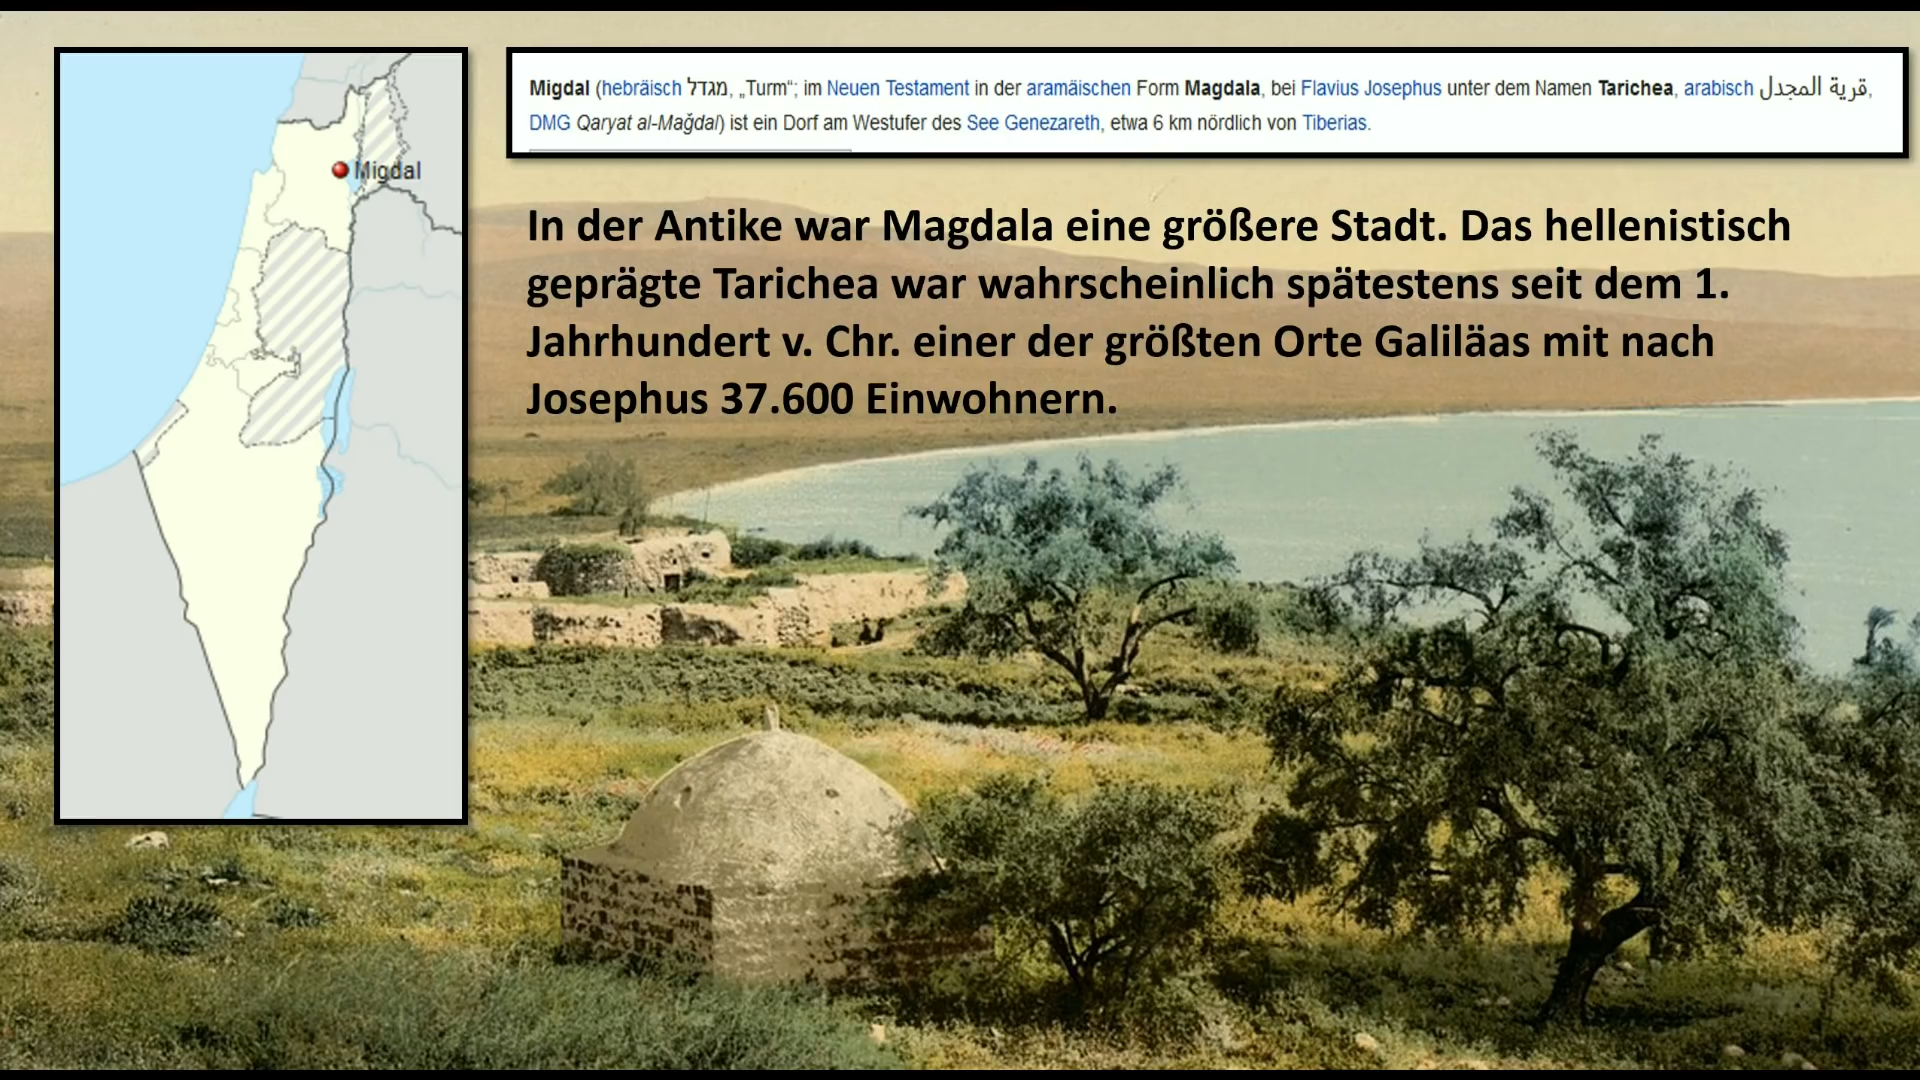 Migdal
Migdal (hebräisch מגדל, „Turm“; im Neuen Testament in der aramäischen Form Magdala, bei Flavius Josephus unter dem Namen Tarichea, arabisch قرية المجدل,
DMG Qaryat al-Maǧdal) ist ein Dorf am Westufer des See Genezareth, etwa 6 km nördlich von Tiberias.
In der Antike war Magdala eine größere Stadt. Das hellenistisch
geprägte Tarichea war wahrscheinlich spätestens seit dem 1.
Jahrhundert v. Chr. einer der größten Orte Galiläas mit nach
Josephus 37.600 Einwohnern.